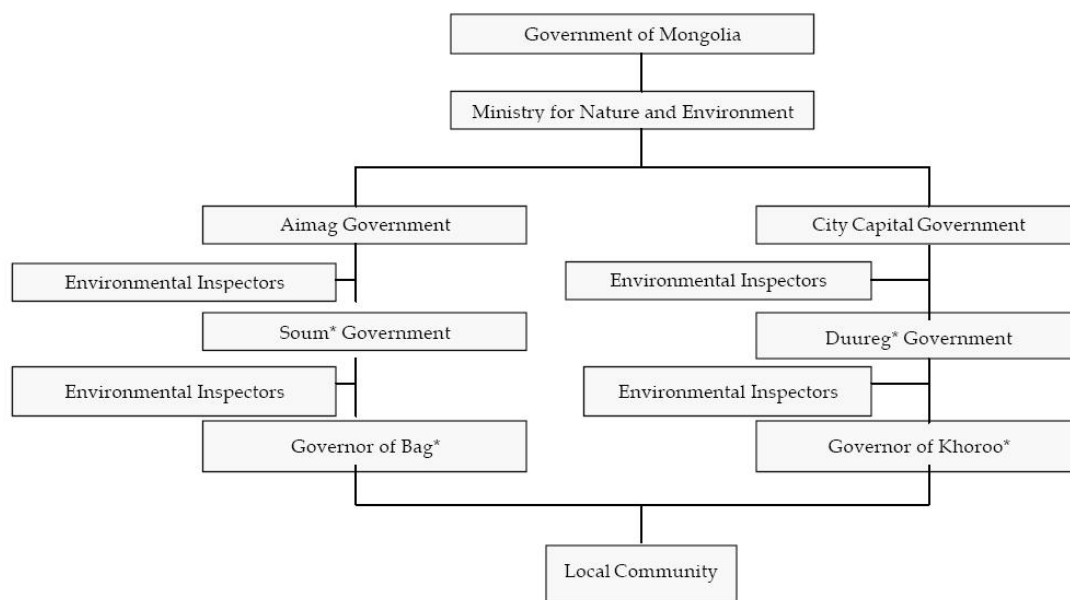 Government of Mongolia
Ministry for Nature and Environment
Aimag Government
City Capital Government
Environmental Inspectors
Environmental Inspectors
Soum* Government
Duureg* Government
Environmental Inspectors
Environmental Inspectors
Governor of Bag*
Governor of Khoroo*
Local Community